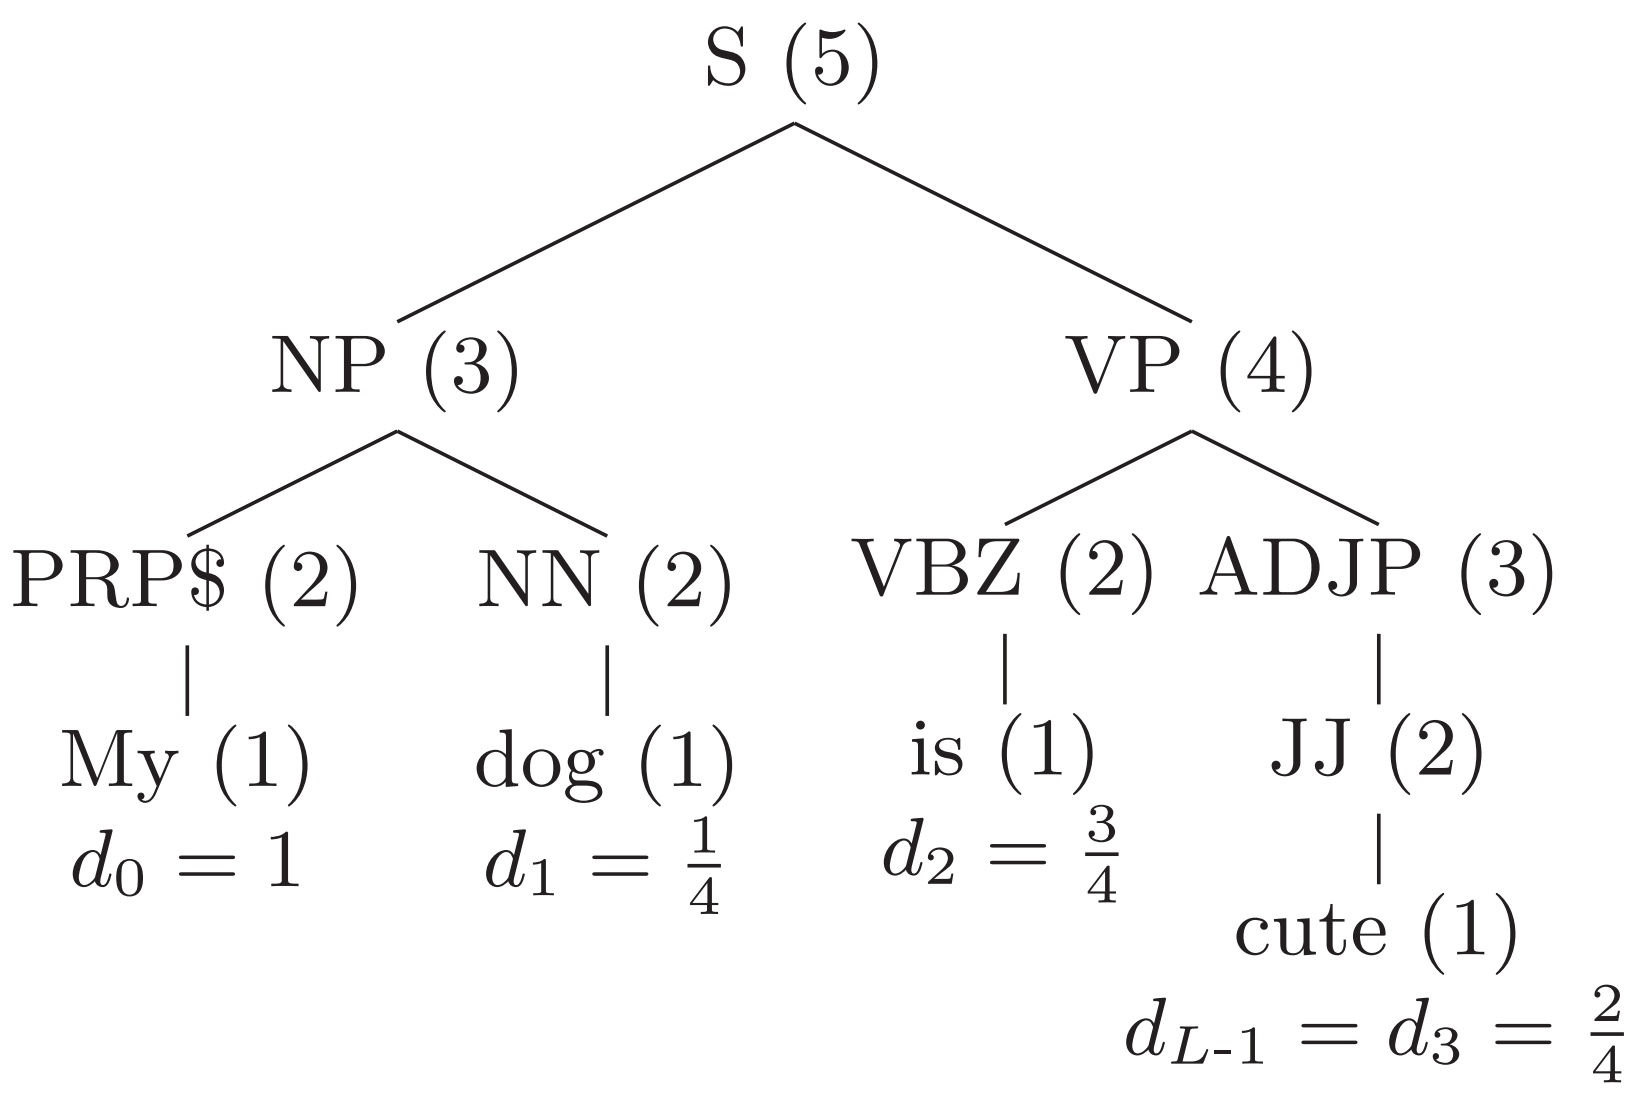 S (5)
NP (3) VP (4)
PRP$ (2) NN (2) VBZ (2) ADJP (3)
My (1) dog (1) is (1) JJ (2)
d₀ = 1 d₁ = 1/4 d₂ = 3/4
cute (1)
d_{L-1} = d₃ = 2/4